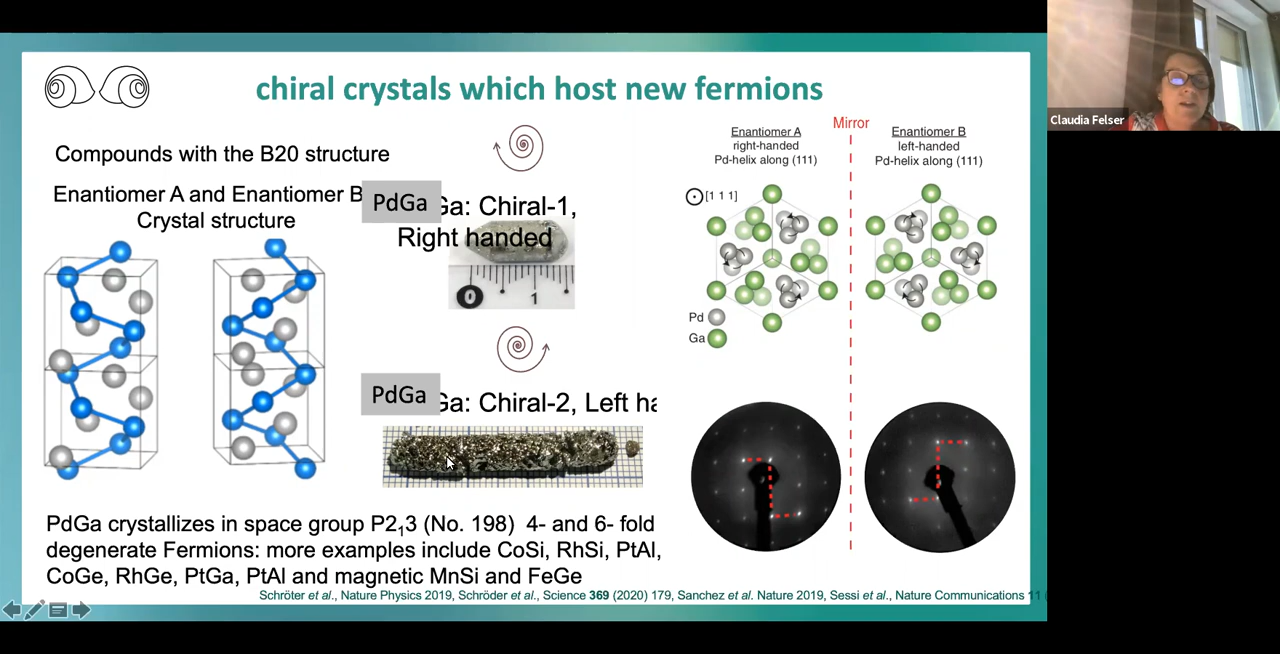 chiral crystals which host new fermions
Compounds with the B20 structure
Enantiomer A and Enantiomer B
Crystal structure
PdGa
Ga: Chiral-1,
Right handed
0 1
PdGa
Ga: Chiral-2, Left ha
Mirror
Enantiomer A
right-handed
Pd-helix along (111)
Enantiomer B
left-handed
Pd-helix along (111)
[1 1 1]
Pd
Ga
PdGa crystallizes in space group P2₁3 (No. 198) 4- and 6- fold
degenerate Fermions: more examples include CoSi, RhSi, PtAl,
CoGe, RhGe, PtGa, PtAl and magnetic MnSi and FeGe
Schröter et al., Nature Physics 2019, Schröder et al., Science 369 (2020) 179, Sanchez et al. Nature 2019, Sessi et al., Nature Communications 11 (
Claudia Felser